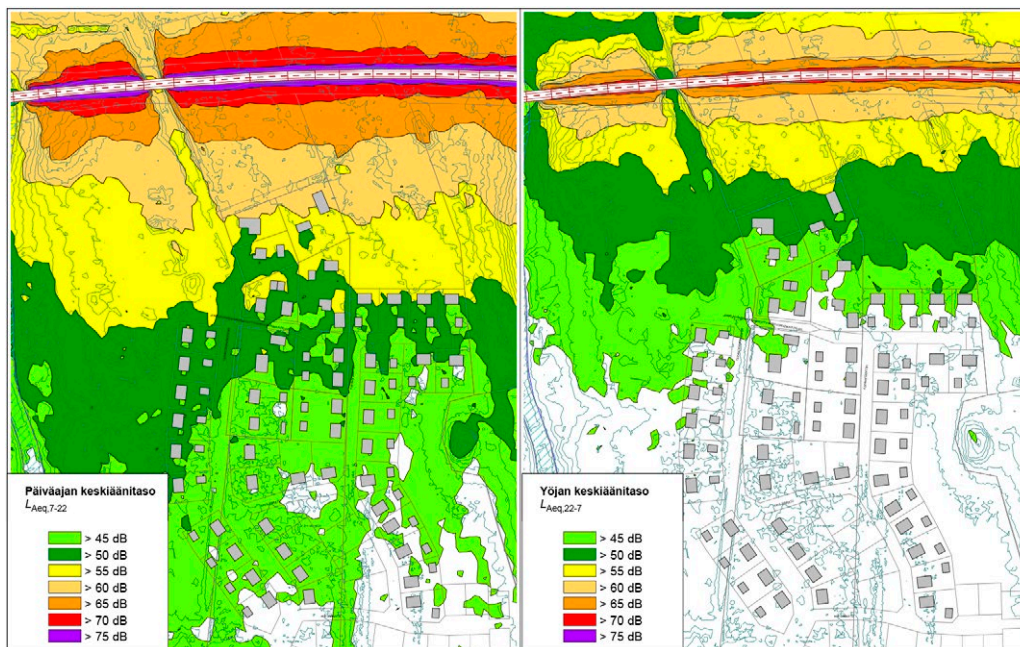 Päiväajan keskiäänitaso
LAeq,7-22
> 45 dB
> 50 dB
> 55 dB
> 60 dB
> 65 dB
> 70 dB
> 75 dB
Yöjan keskiäänitaso
LAeq,22-7
> 45 dB
> 50 dB
> 55 dB
> 60 dB
> 65 dB
> 70 dB
> 75 dB